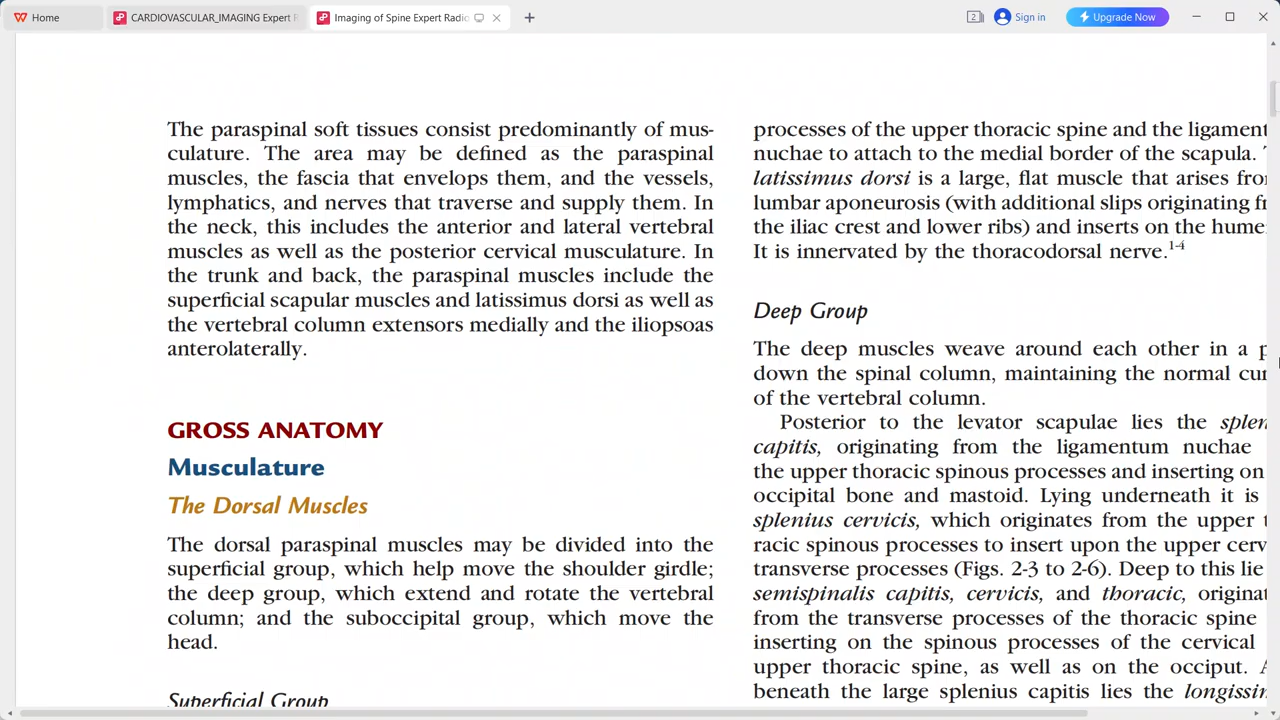 Home
CARDIOVASCULAR_IMAGING Expert
Imaging of Spine Expert Radio
2
Sign in
Upgrade Now
The paraspinal soft tissues consist predominantly of mus-
culature. The area may be defined as the paraspinal
muscles, the fascia that envelops them, and the vessels,
lymphatics, and nerves that traverse and supply them. In
the neck, this includes the anterior and lateral vertebral
muscles as well as the posterior cervical musculature. In
the trunk and back, the paraspinal muscles include the
superficial scapular muscles and latissimus dorsi as well as
the vertebral column extensors medially and the iliopsoas
anterolaterally.
GROSS ANATOMY
Musculature
The Dorsal Muscles
The dorsal paraspinal muscles may be divided into the
superficial group, which help move the shoulder girdle;
the deep group, which extend and rotate the vertebral
column; and the suboccipital group, which move the
head.
Superficial Group
processes of the upper thoracic spine and the ligament
nuchae to attach to the medial border of the scapula.
latissimus dorsi is a large, flat muscle that arises fro
lumbar aponeurosis (with additional slips originating f
the iliac crest and lower ribs) and inserts on the hume
It is innervated by the thoracodorsal nerve.1-4
Deep Group
The deep muscles weave around each other in a p
down the spinal column, maintaining the normal cu
of the vertebral column.
Posterior to the levator scapulae lies the splen
capitis, originating from the ligamentum nuchae
the upper thoracic spinous processes and inserting on
occipital bone and mastoid. Lying underneath it is
splenius cervicis, which originates from the upper t
racic spinous processes to insert upon the upper cerv
transverse processes (Figs. 2-3 to 2-6). Deep to this lie
semispinalis capitis, cervicis, and thoracic, originat
from the transverse processes of the thoracic spine
inserting on the spinous processes of the cervical
upper thoracic spine, as well as on the occiput.
beneath the large splenius capitis lies the longissin